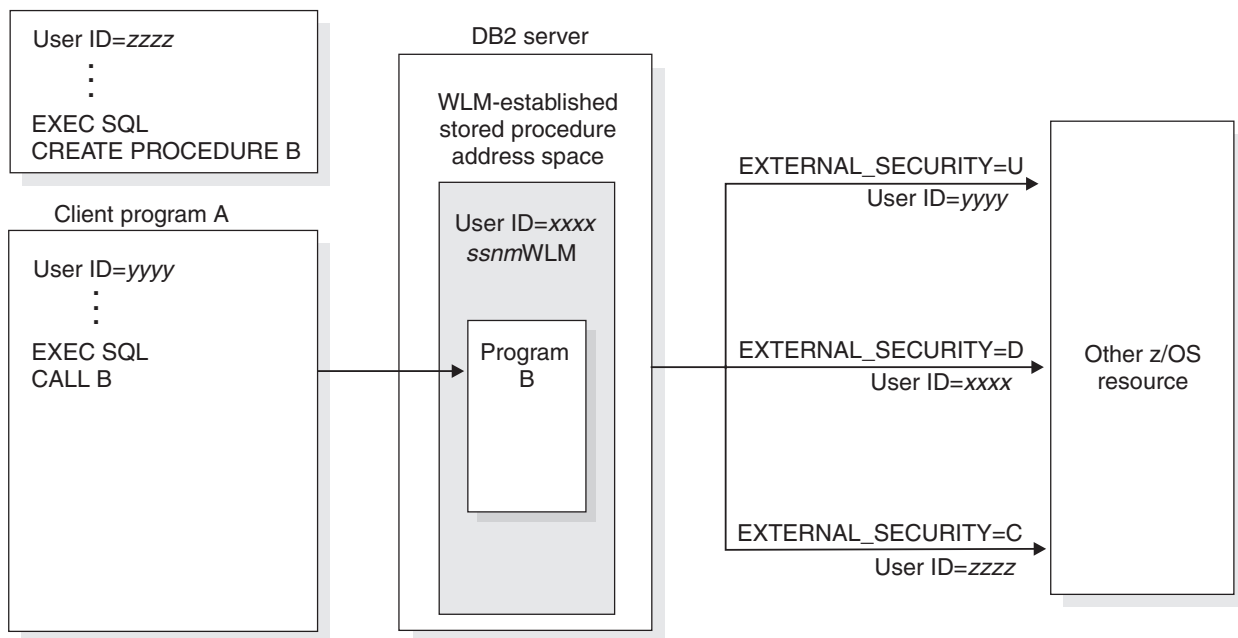 User ID=zzzz
.
.
.
EXEC SQL
CREATE PROCEDURE B
Client program A
User ID=yyyy
.
.
.
EXEC SQL
CALL B
DB2 server
WLM-established
stored procedure
address space
User ID=xxxx
ssnmWLM
Program
B
EXTERNAL_SECURITY=U
User ID=yyyy
EXTERNAL_SECURITY=D
User ID=xxxx
EXTERNAL_SECURITY=C
User ID=zzzz
Other z/OS
resource